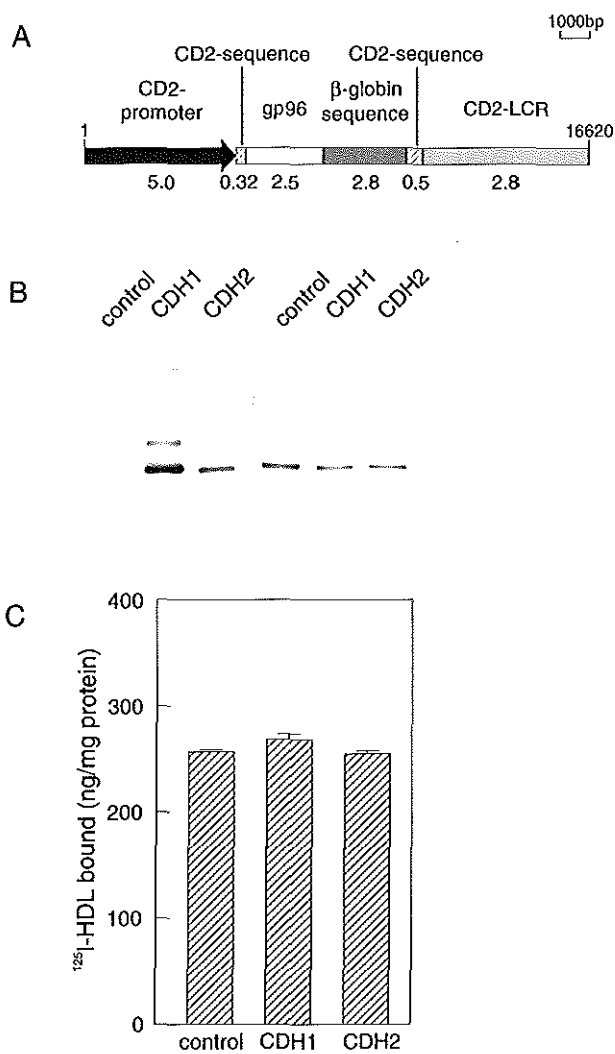 A
1000bp
CD2-sequence CD2-sequence
CD2-
promoter
gp96
β-globin
sequence
CD2-LCR
1 16620
5.0 0.32 2.5 2.8 0.5 2.8
B
control CDH1 CDH2 control CDH1 CDH2
C
¹²⁵I-HDL bound (ng/mg protein)
400
300
200
100
0
control CDH1 CDH2